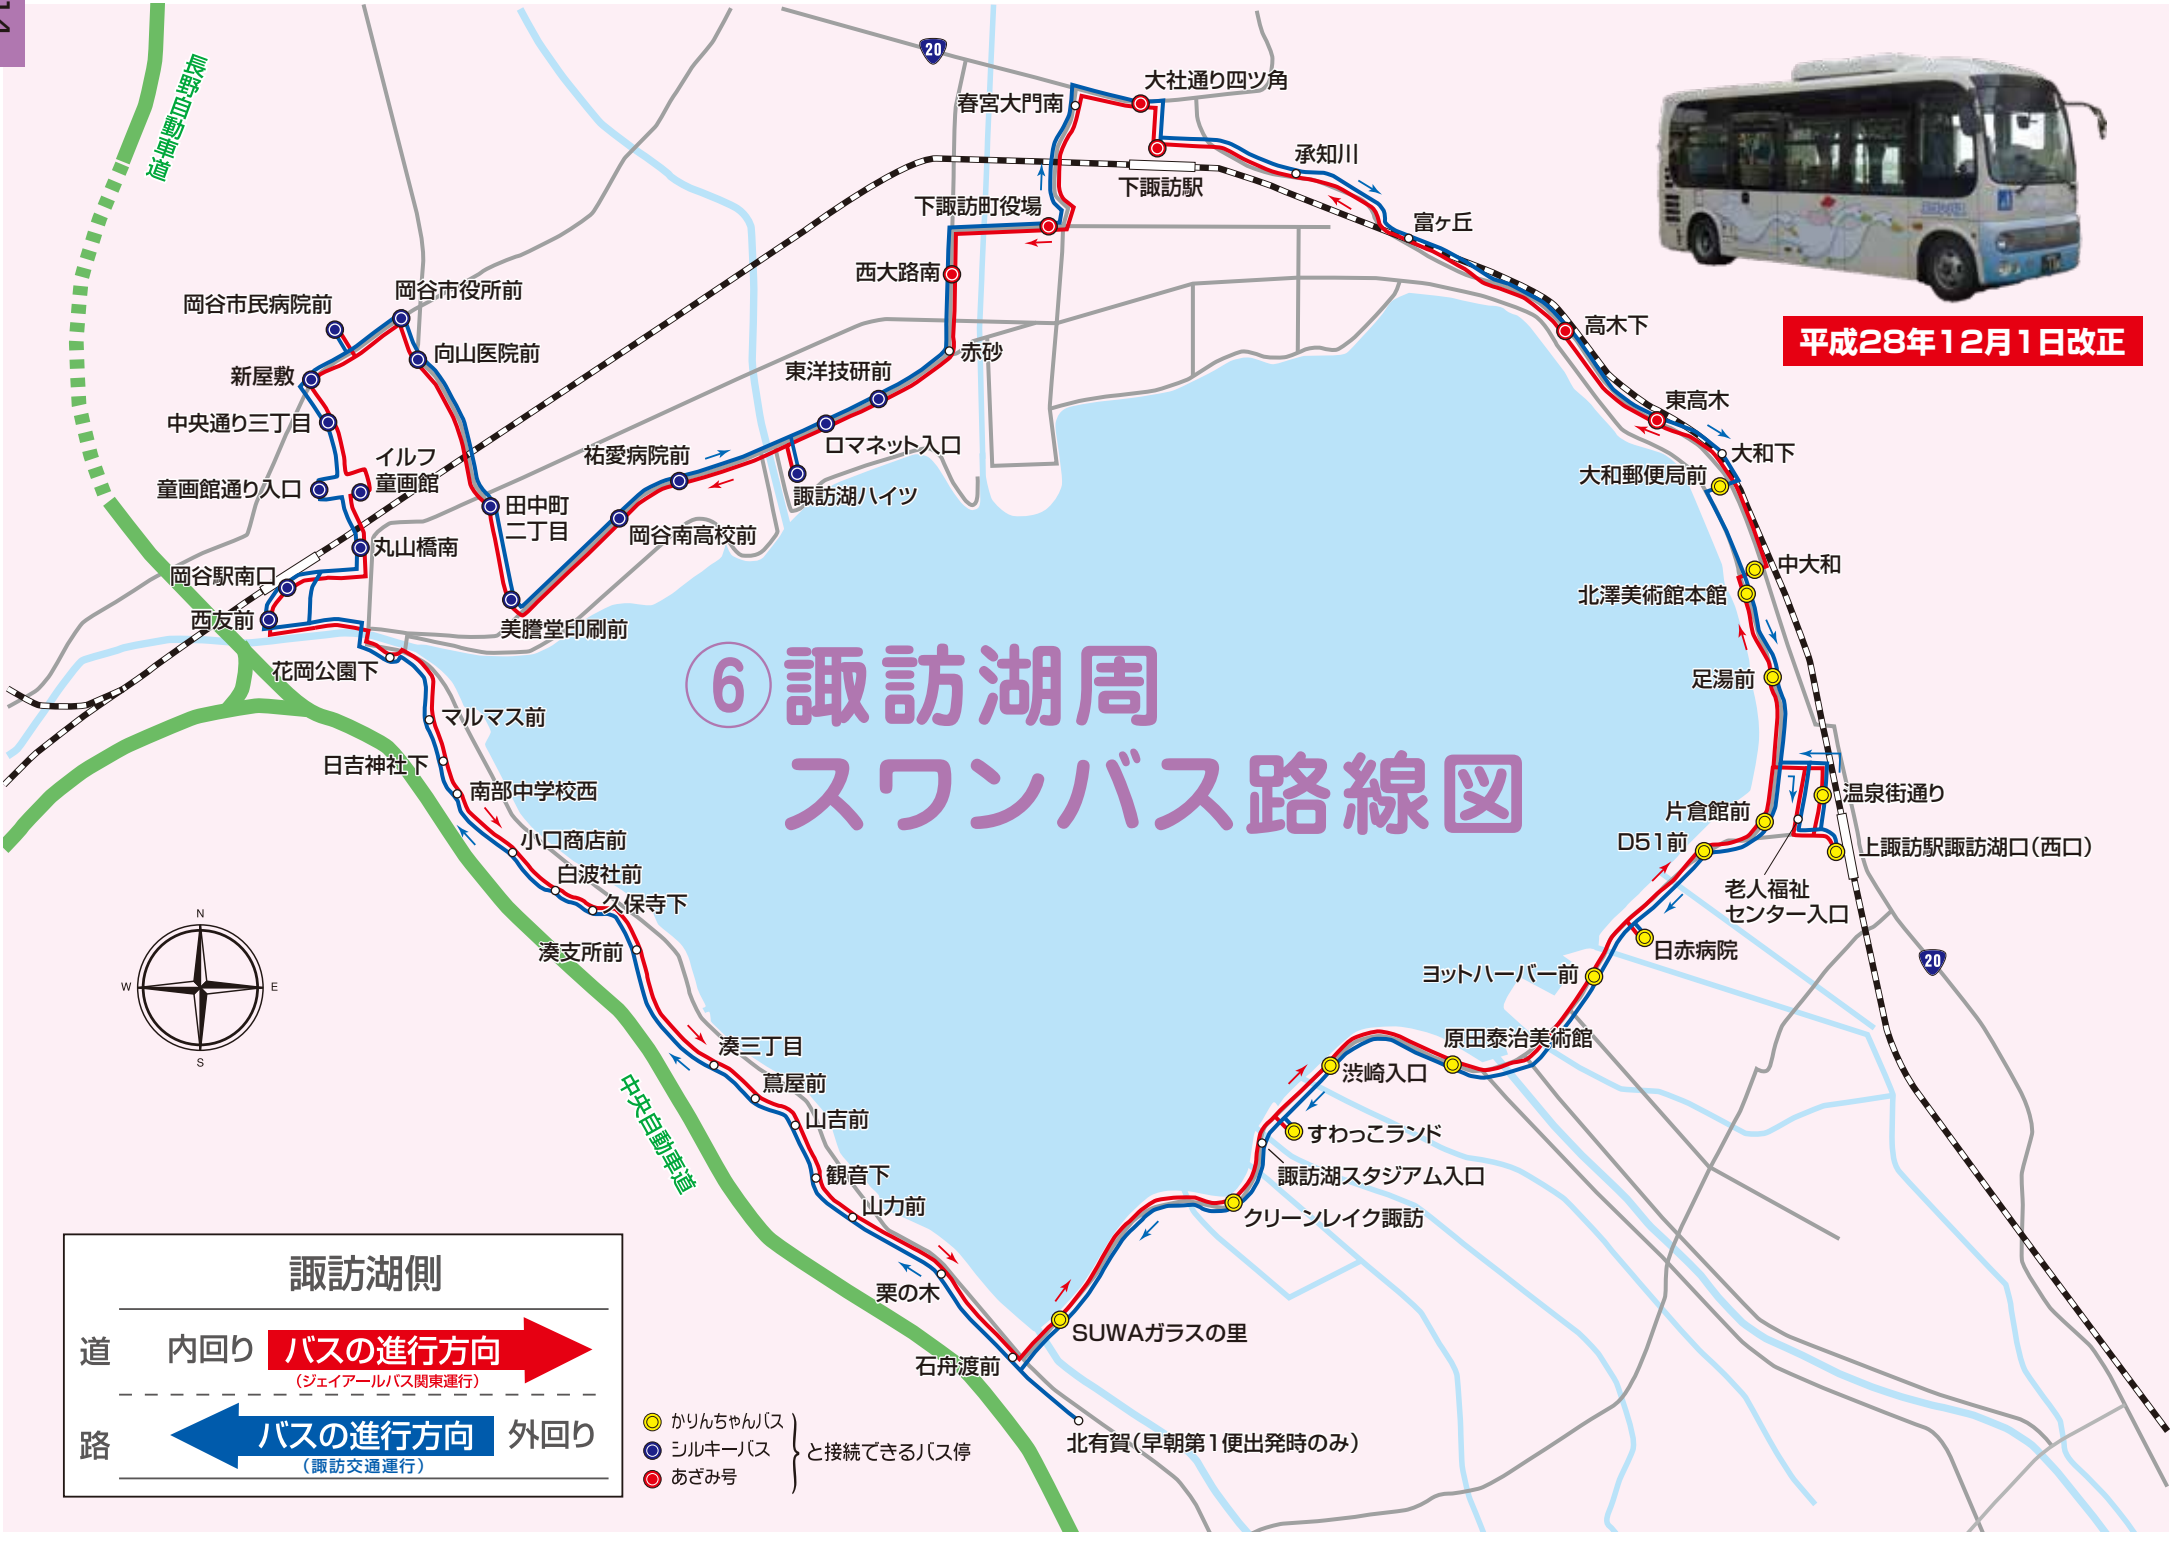 長野自動車道
20
大社通り四ツ角
春宮大門南
承知川
下諏訪駅
下諏訪町役場
富ヶ丘
西大路南
岡谷市役所前
岡谷市民病院前
平成28年12月1日改正
高木下
向山医院前
赤砂
新屋敷
東洋技研前
東高木
中央通り三丁目
ロマネット入口
大和下
イルフ
童画館
祐愛病院前
大和郵便局前
童画館通り入口
諏訪湖ハイツ
田中町
二丁目
岡谷南高校前
丸山橋南
中大和
岡谷駅南口
北澤美術館本館
西友前
美謄堂印刷前
花岡公園下
⑥諏訪湖周
スワンバス路線図
足湯前
マルマス前
日吉神社下
南部中学校西
温泉街通り
片倉館前
小口商店前
D51前
上諏訪駅諏訪湖口(西口)
白波社前
老人福祉
センター入口
久保寺下
湊支所前
日赤病院
ヨットハーバー前
20
N
W
E
S
原田泰治美術館
湊三丁目
渋崎入口
蔦屋前
中央自動車道
山吉前
すわっこランド
観音下
諏訪湖スタジアム入口
山力前
クリーンレイク諏訪
栗の木
SUWAガラスの里
石舟渡前
北有賀(早朝第1便出発時のみ)
諏訪湖側
道
内回り
バスの進行方向
(ジェイアールバス関東運行)
路
バスの進行方向
外回り
(諏訪交通運行)
かりんちゃんバス
シルキーバス
あざみ号
と接続できるバス停